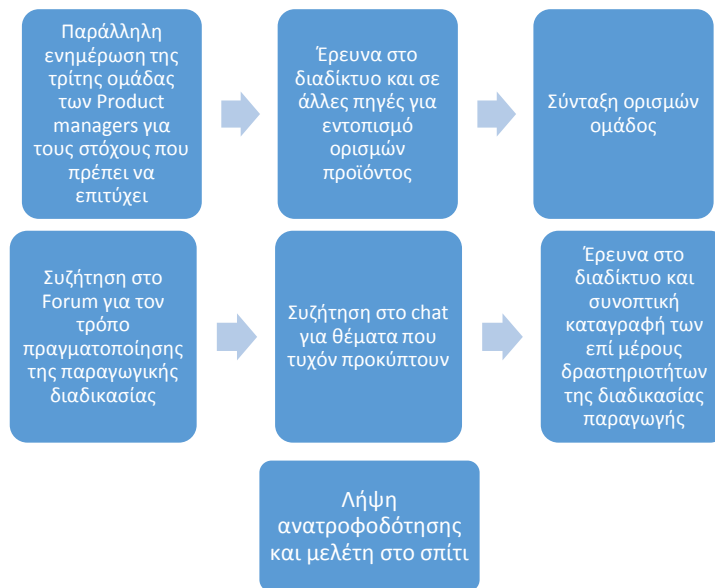 Παράλληλη
ενημέρωση της
τρίτης ομάδας
των Product
managers για
τους στόχους που
πρέπει να
επιτύχει
Έρευνα στο
διαδίκτυο και σε
άλλες πηγές για
εντοπισμό
ορισμών
προϊόντος
Σύνταξη ορισμών
ομάδος
Συζήτηση στο
Forum για τον
τρόπο
πραγματοποίησης
της παραγωγικής
διαδικασίας
Συζήτηση στο chat
για θέματα που
τυχόν προκύπτουν
Έρευνα στο
διαδίκτυο και
συνοπτική
καταγραφή των
επί μέρους
δραστηριοτήτων
της διαδικασίας
παραγωγής
Λήψη
ανατροφοδότησης
και μελέτη στο σπίτι